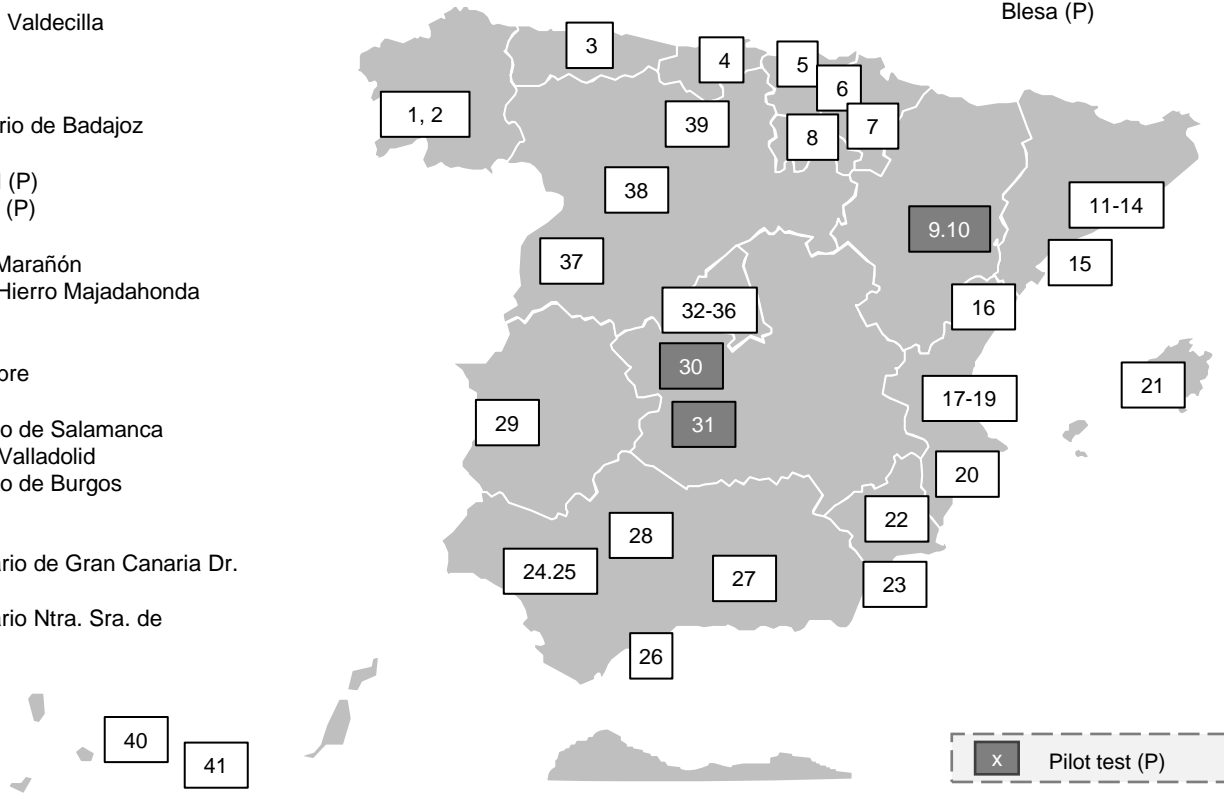 Valdecilla
rio de Badajoz
(P)
(P)
Marañón
Hierro Majadahonda
ore
o de Salamanca
Valladolid
o de Burgos
ario de Gran Canaria Dr.
ario Ntra. Sra. de
Blesa (P)
3
4
5
6
1, 2
39
7
8
38
11-14
9.10
37
15
32-36
16
30
21
17-19
29
31
20
22
28
24.25
27
23
26
40
41
x Pilot test (P)